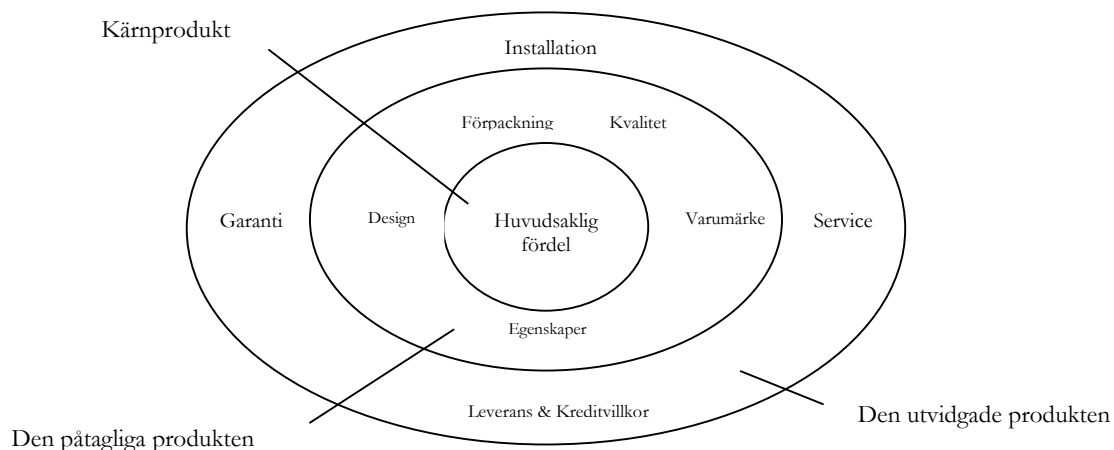 Kärnprodukt
Installation
Förpackning Kvalitet
Garanti Design Huvudsaklig fördel Varumärke Service
Egenskaper
Leverans & Kreditvillkor
Den utvidgade produkten
Den påtagliga produkten